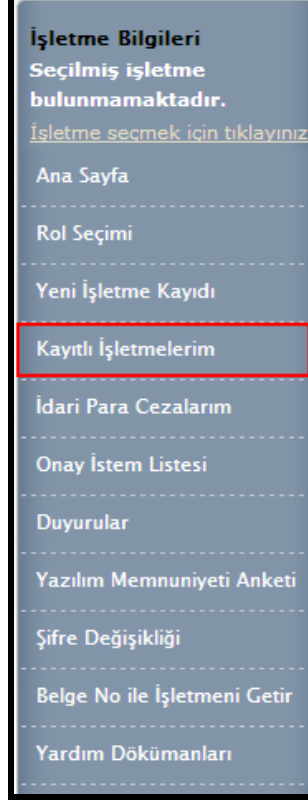 İşletme Bilgileri
Seçilmiş işletme
bulunmamaktadır.
İşletme seçmek için tıklayınız
Ana Sayfa
Rol Seçimi
Yeni İşletme Kayıdı
Kayıtlı İşletmelerim
İdari Para Cezalarım
Onay İstem Listesi
Duyurular
Yazılım Memnuniyeti Anketi
Şifre Değişikliği
Belge No ile İşletmeni Getir
Yardım Dökümanları